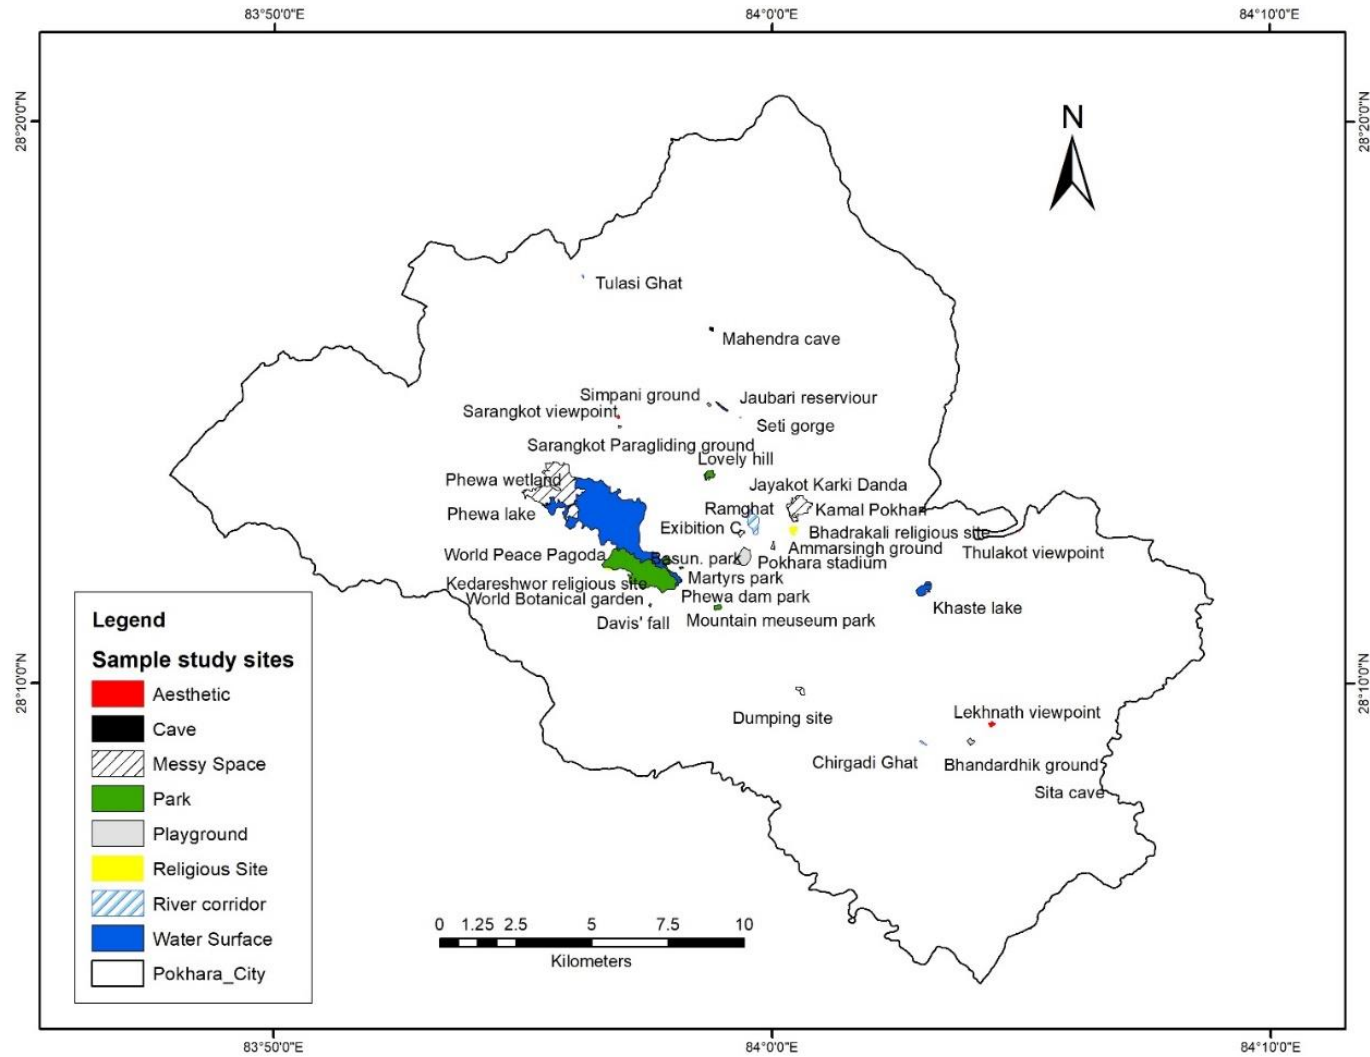 83°50'0"E
84°0'0"E
84°10'0"E
28°20'0"N
28°20'0"N
N
Tulasi Ghat
Mahendra cave
Simpani ground
Jaubari reserviour
Sarangkot viewpoint
Seti gorge
Sarangkot Paragliding ground
Lovely hill
Phewa wetland
Jayakot Karki Danda
Phewa lake
Ramghat
Kamal Pokhari
Exibition C
Bhadrakali religious site
World Peace Pagoda
Basun. park
Ammarsingh ground
Thulakot viewpoint
Pokhara stadium
Kedareshwor religious site
Martyrs park
World Botanical garden
Phewa dam park
Khaste lake
Davis' fall
Mountain meuseum park
28°10'0"N
28°10'0"N
Dumping site
Lekhnath viewpoint
Chirgadi Ghat
Bhandardhik ground
Sita cave
Legend
Sample study sites
Aesthetic
Cave
Messy Space
Park
Playground
Religious Site
River corridor
Water Surface
Pokhara_City
0 1.25 2.5 5 7.5 10
Kilometers
83°50'0"E
84°0'0"E
84°10'0"E